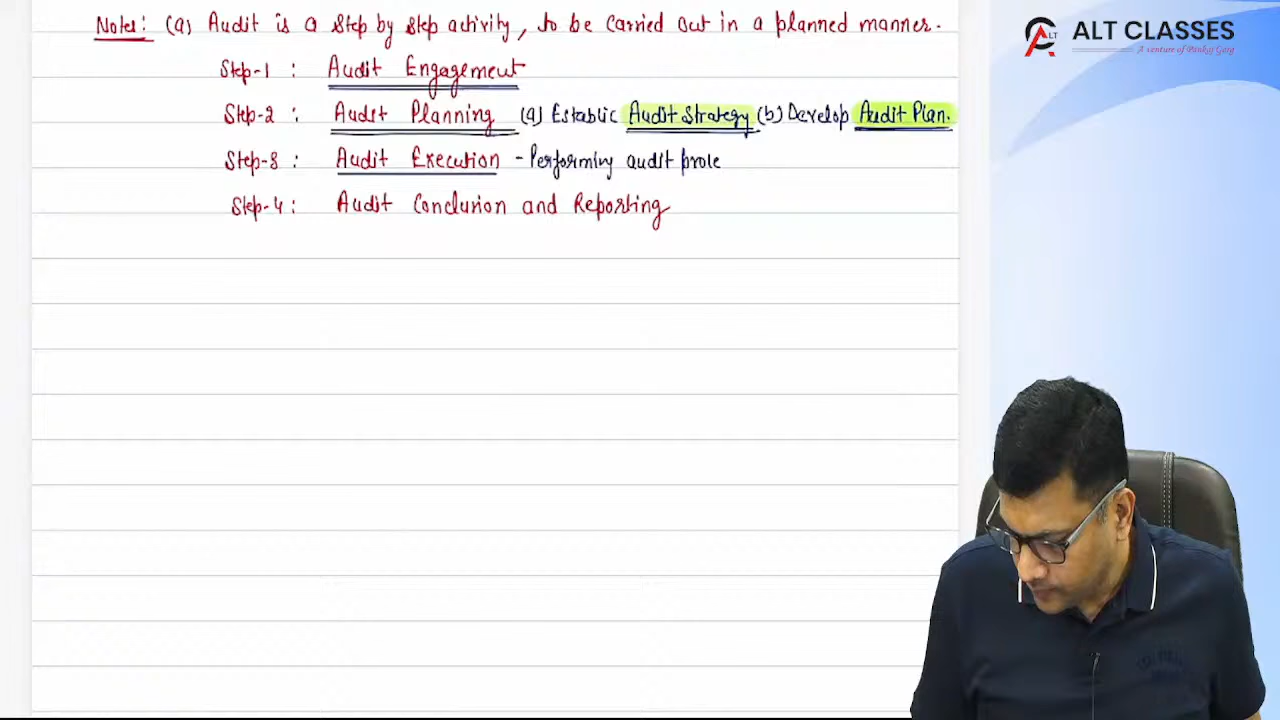 Notes: (a) Audit is a step by step activity, to be carried out in a planned manner.
Step-1 : Audit Engagement
Step-2 : Audit Planning (a) Establic Audit Strategy (b) Develop Audit Plan.
Step-3 : Audit Execution - Performing audit proce
Step-4 : Audit Conclusion and Reporting
ALT
ALT CLASSES
A venture of Pankaj Garg